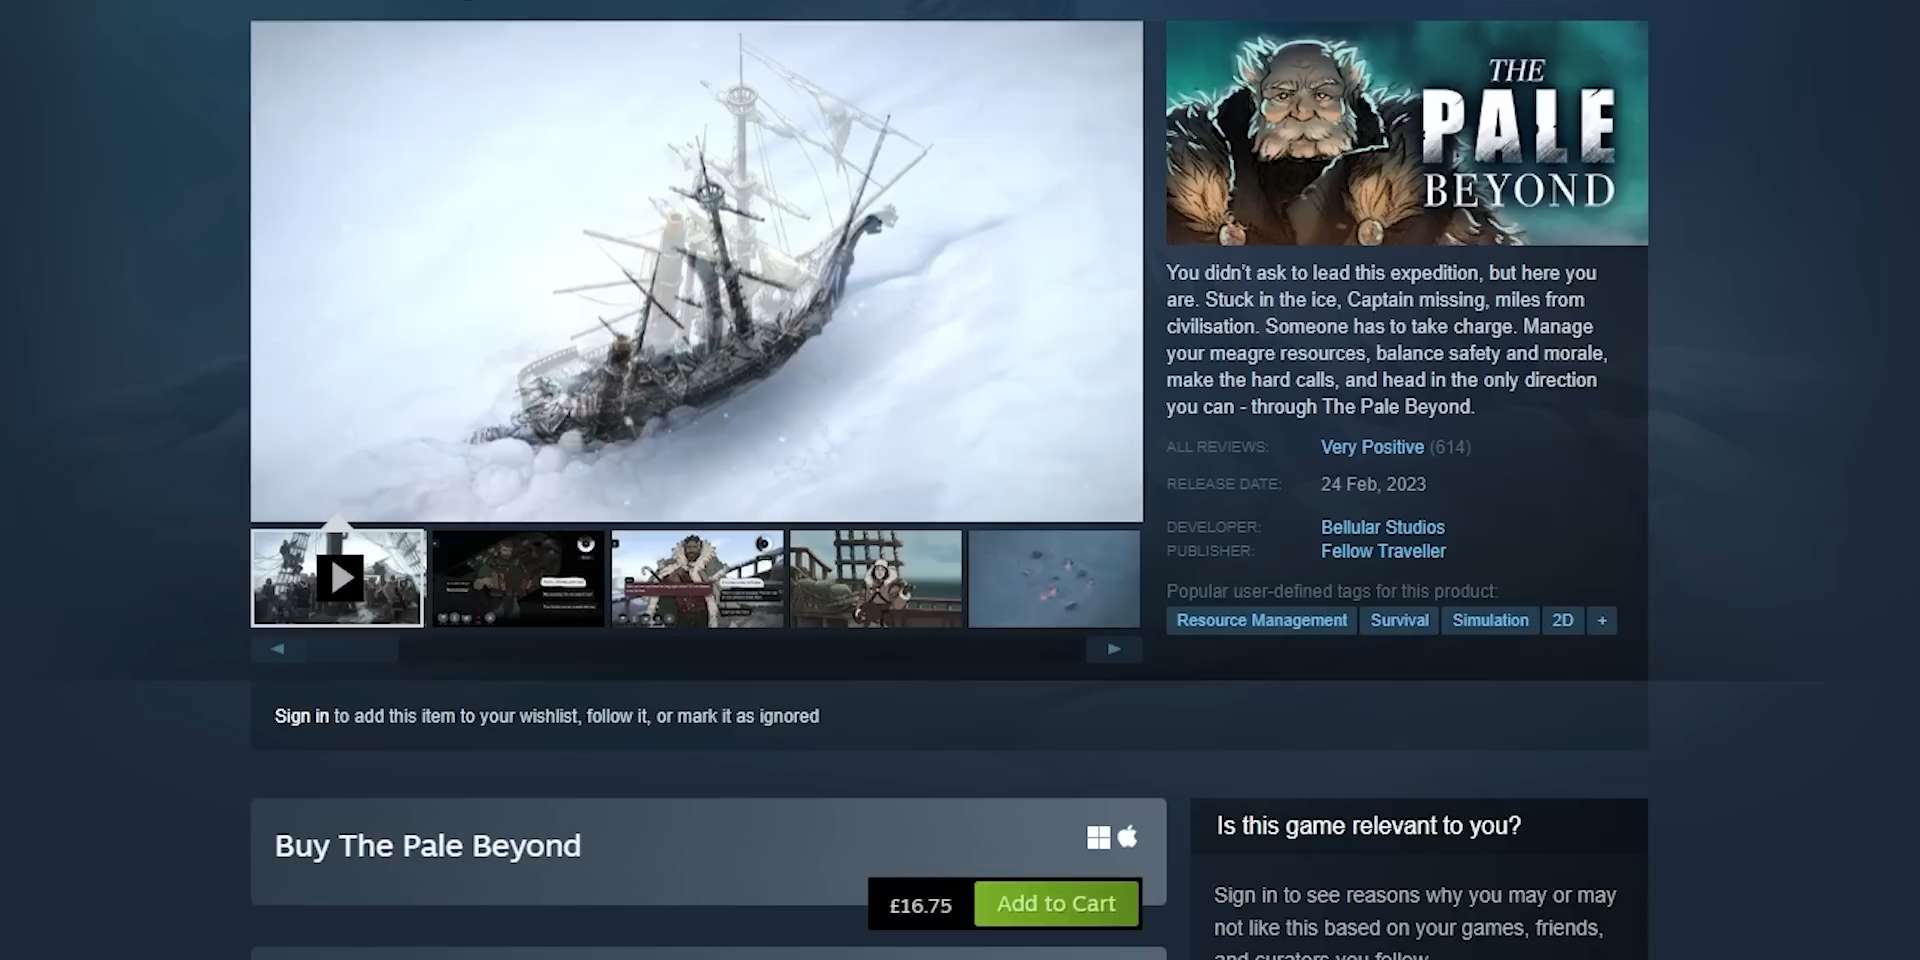 THE
PALE
BEYOND
You didn't ask to lead this expedition, but here you
are. Stuck in the ice, Captain missing, miles from
civilisation. Someone has to take charge. Manage
your meagre resources, balance safety and morale,
make the hard calls, and head in the only direction
you can - through The Pale Beyond.
ALL REVIEWS: Very Positive (614)
RELEASE DATE: 24 Feb, 2023
DEVELOPER: Bellular Studios
PUBLISHER: Fellow Traveller
Popular user-defined tags for this product:
Resource Management Survival Simulation 2D +
Sign in to add this item to your wishlist, follow it, or mark it as ignored
Buy The Pale Beyond
£16.75 Add to Cart
Is this game relevant to you?
Sign in to see reasons why you may or may
not like this based on your games, friends,
and curators you follow.